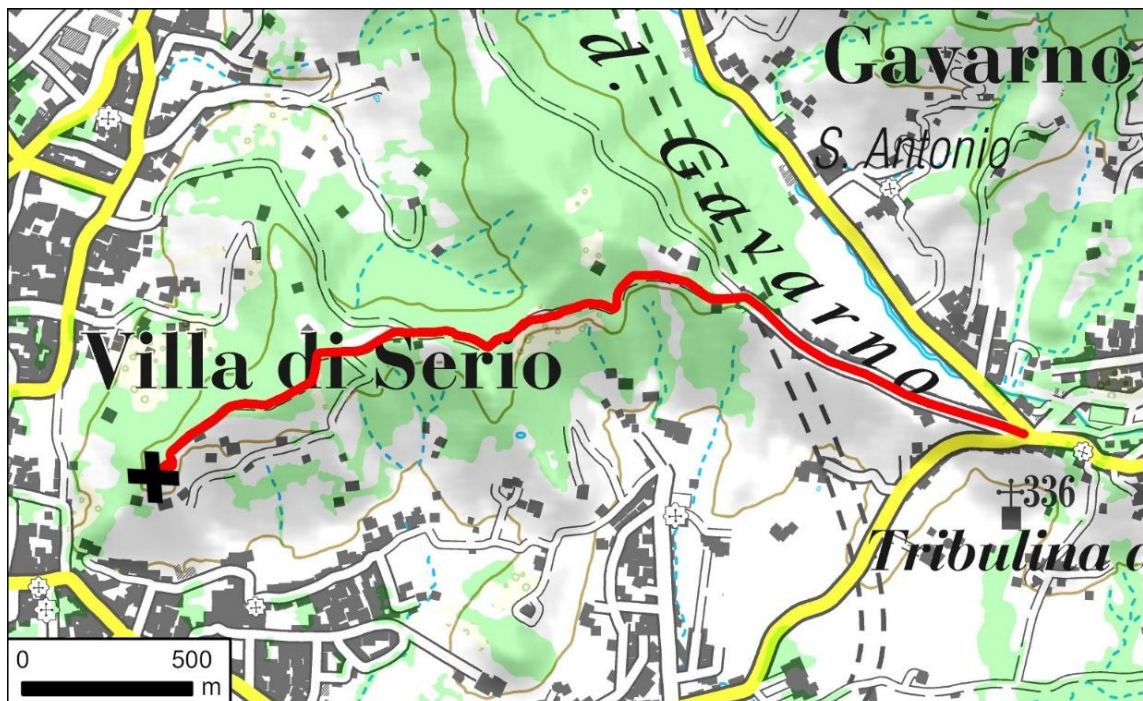 Gavarno
S. Antonio
d. Gavarno
Villa di Serio
336
Tribulina d
0 500
m